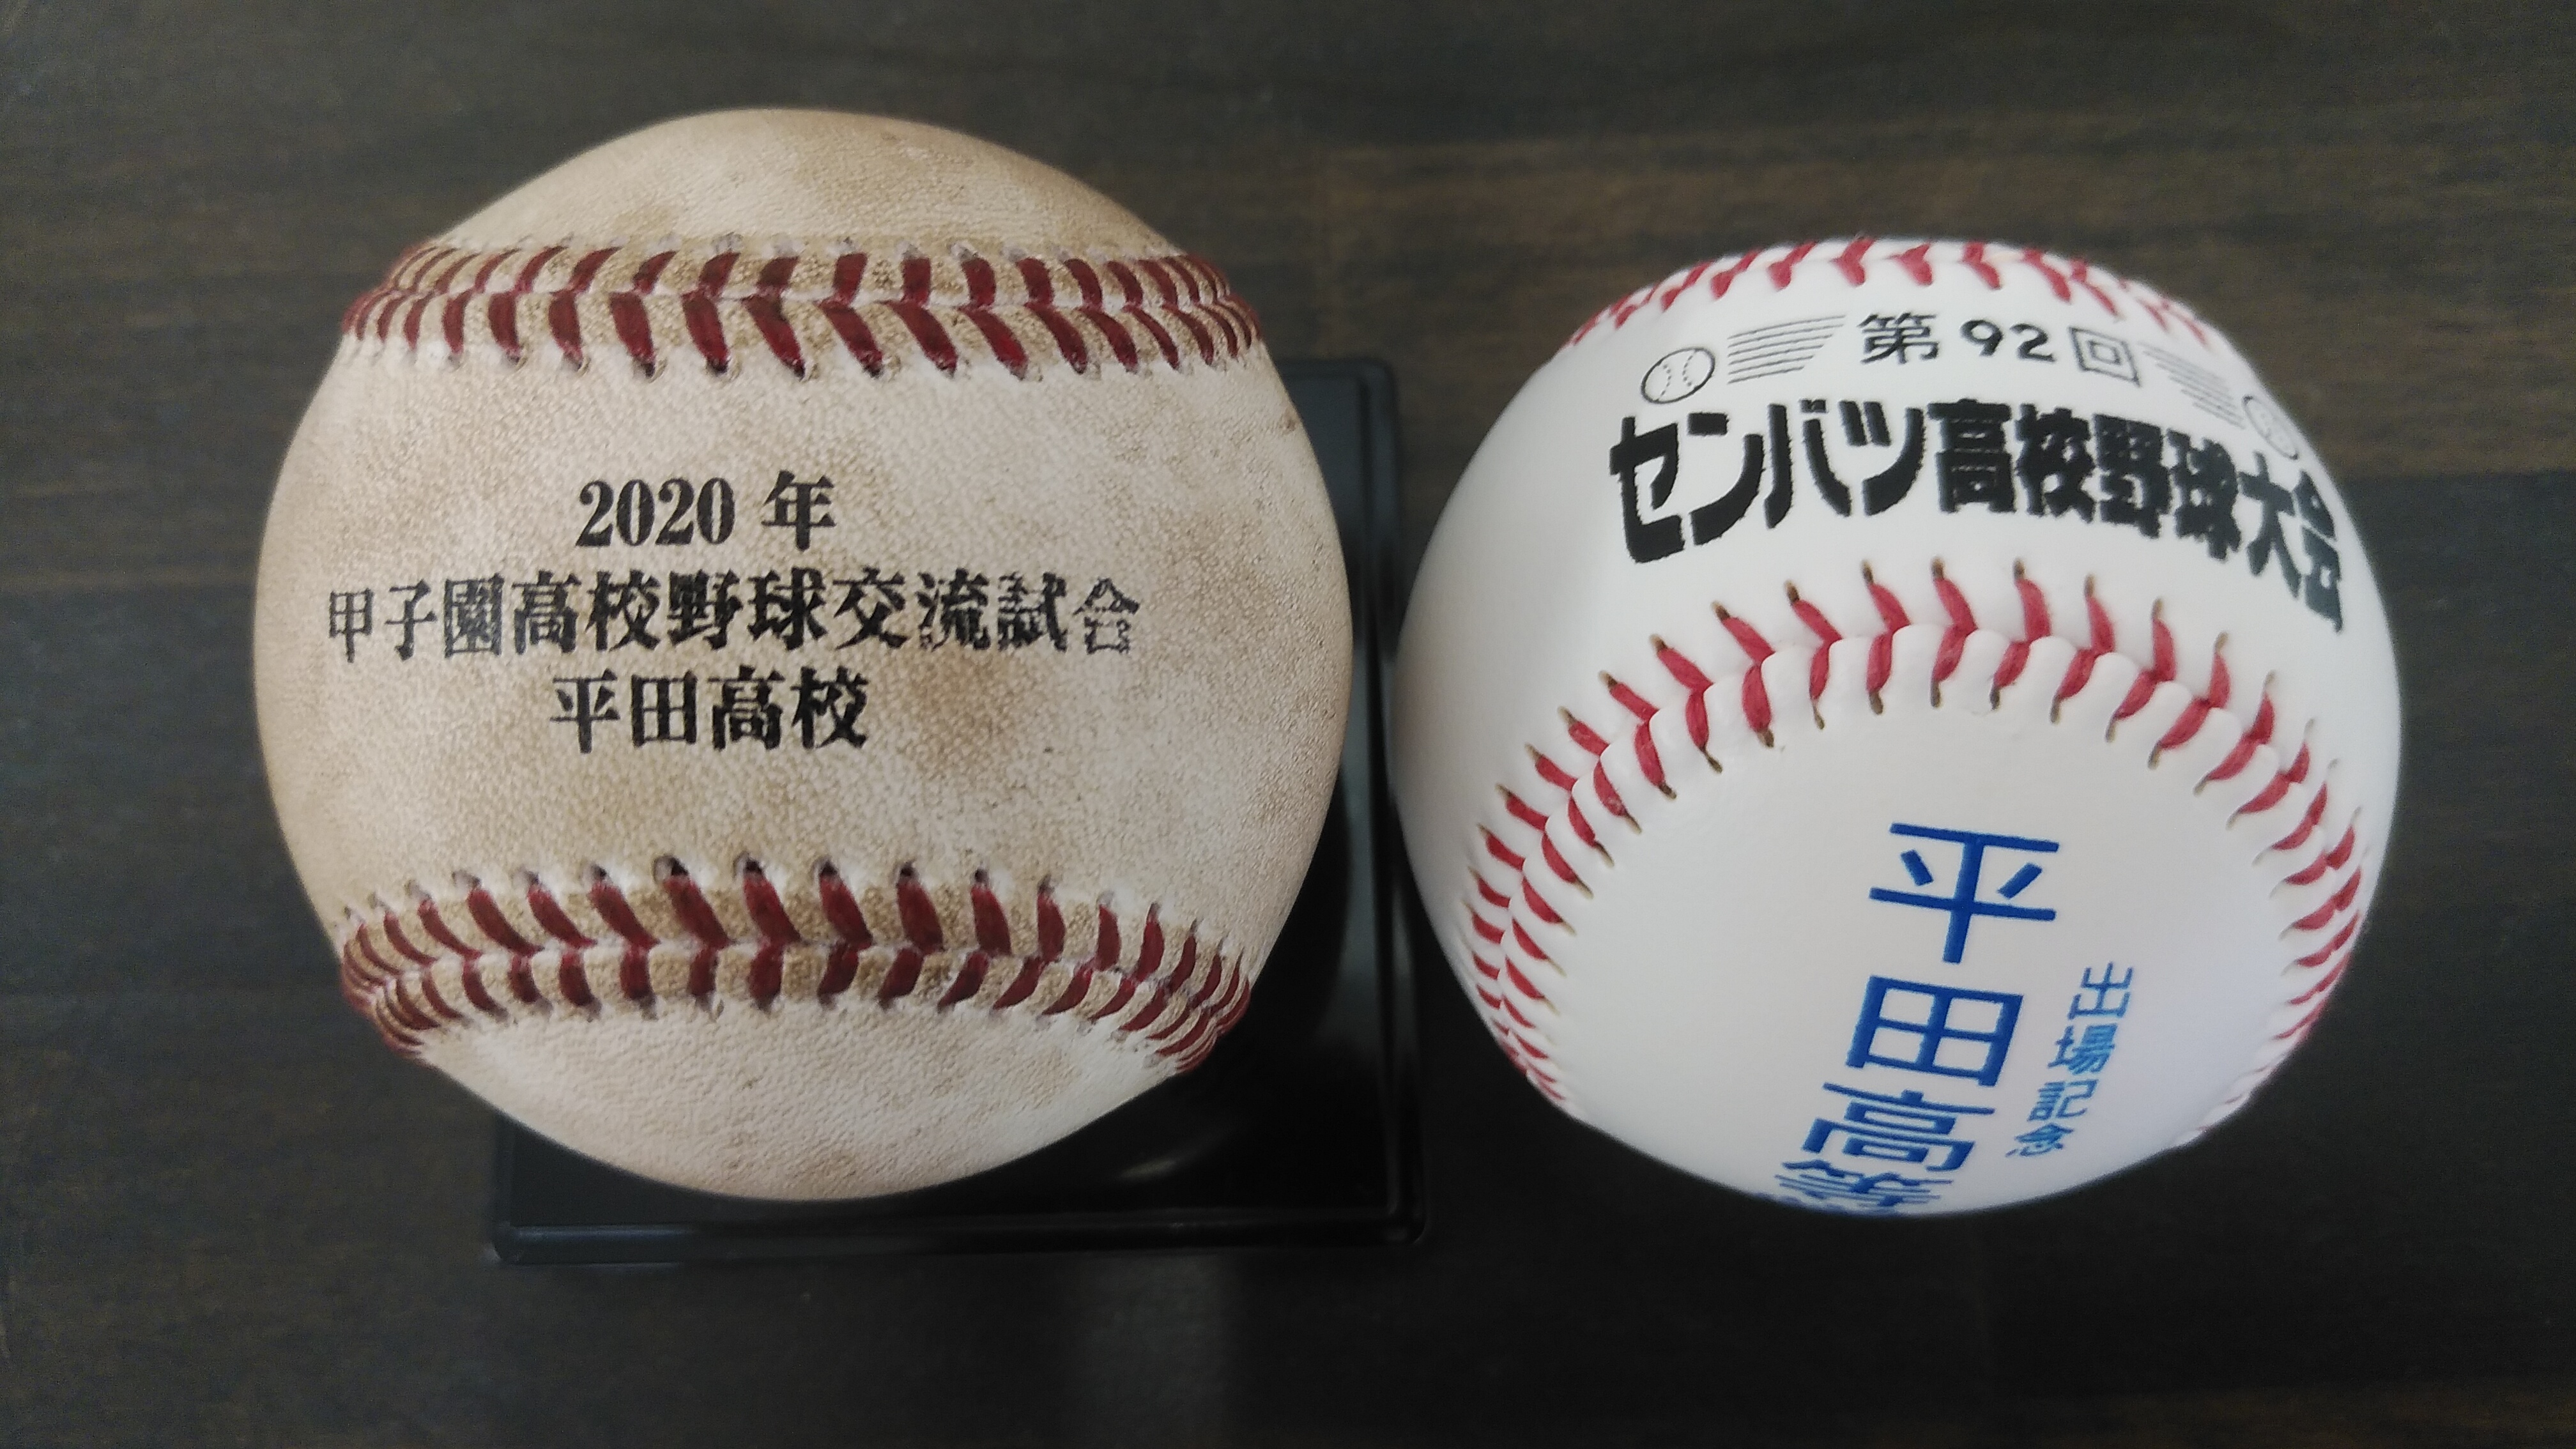 2020 年
甲子園高校野球交流試合
平田高校
第92回
センバツ高校野球大会
出場記念
平田高等